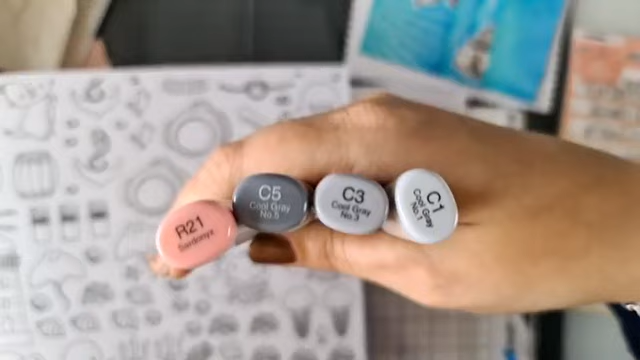 R21
Sardonyx
C5
Cool Gray
No.5
C3
Cool Gray
No.3
C1
Cool Gray
No.1